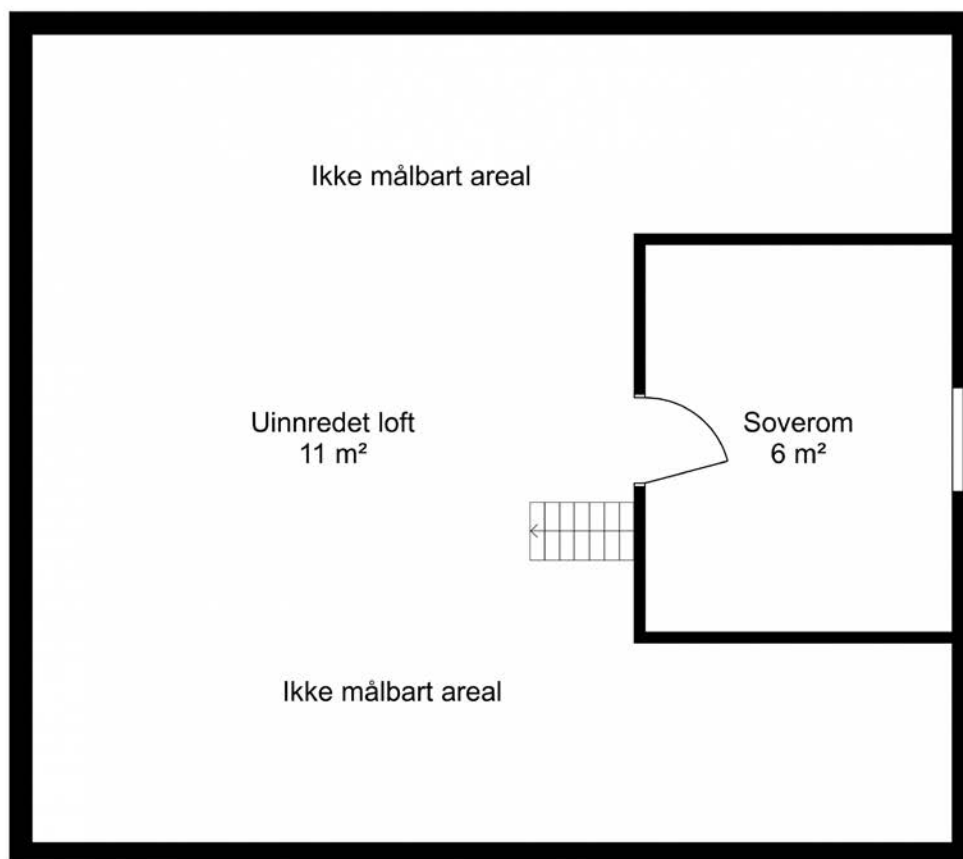 Ikke målbart areal
Uinnredet loft
11 m²
Soverom
6 m²
Ikke målbart areal